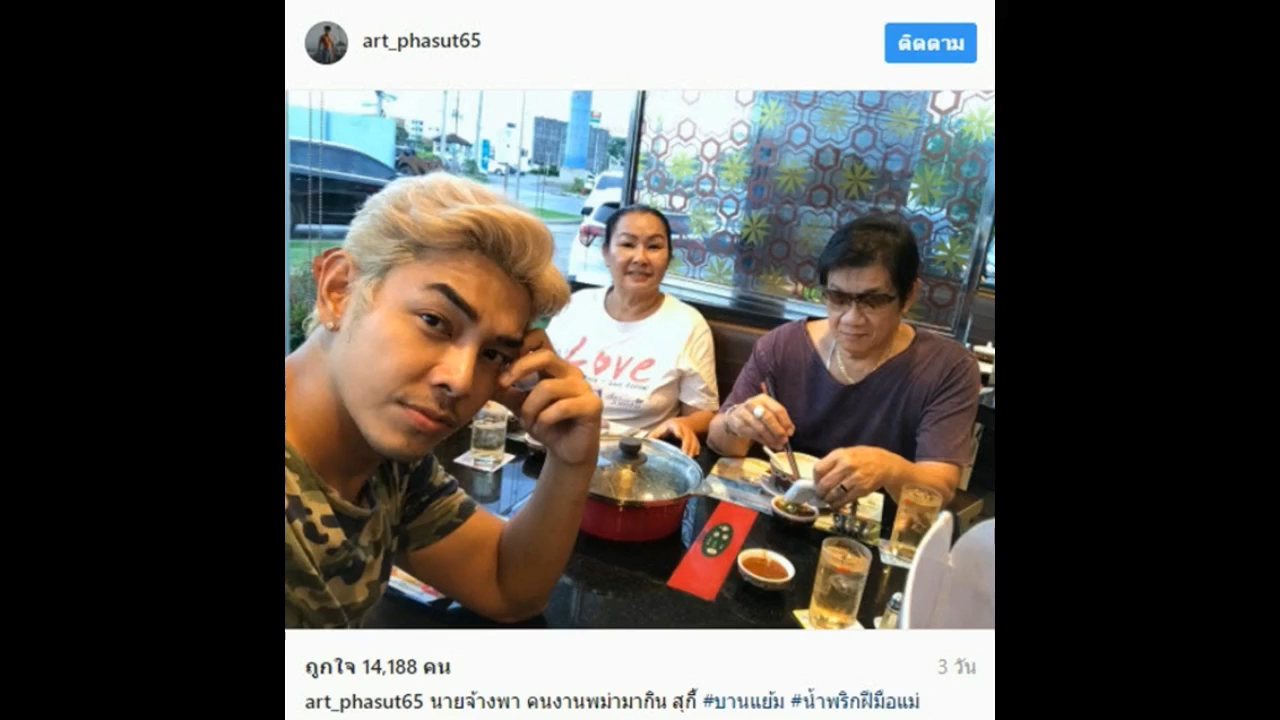 art_phasut65
ติดตาม
Love
ถูกใจ 14,188 คน
3 วัน
art_phasut65 นายจ้างพา คนงานพม่ามากิน สุกี้ #บานแย้ม #น้ำพริกฝีมือแม่